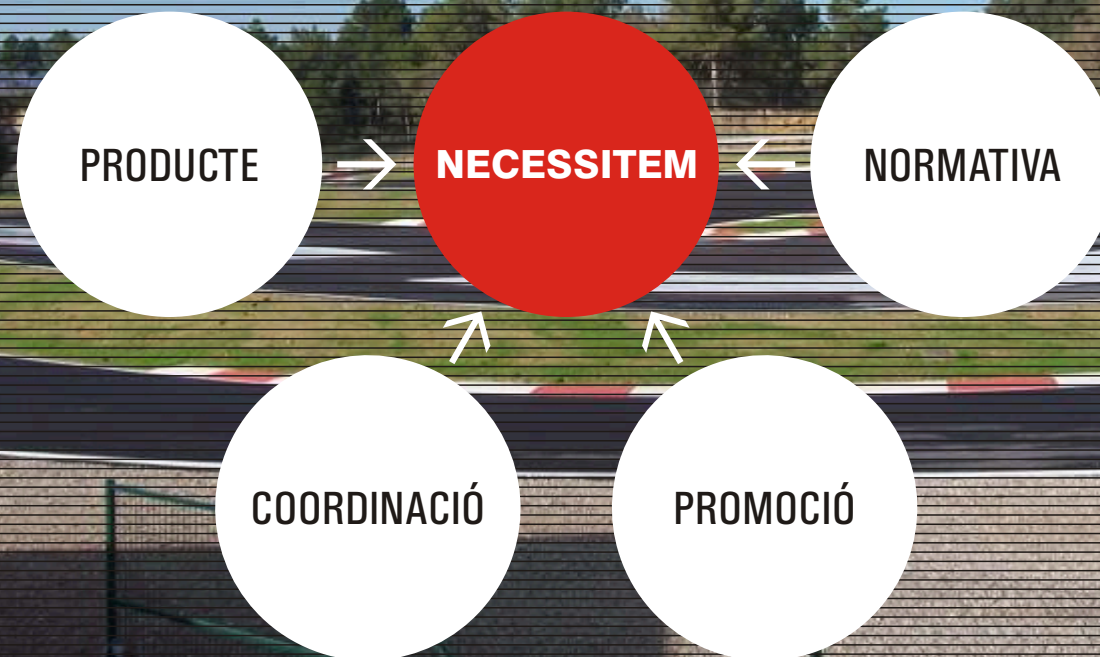 PRODUCTE
NECESSITEM
NORMATIVA
COORDINACIÓ
PROMOCIÓ